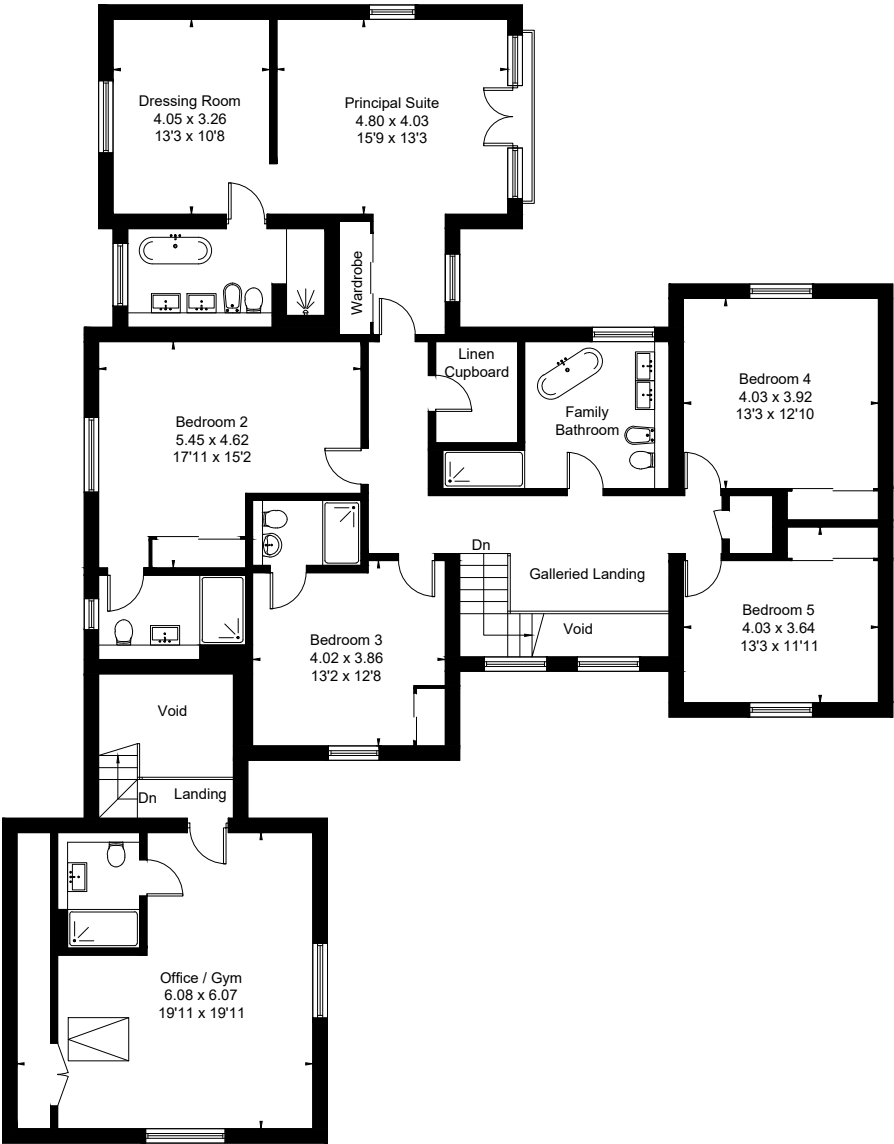 Dressing Room
4.05 x 3.26
13'3 x 10'8
Principal Suite
4.80 x 4.03
15'9 x 13'3
Wardrobe
Linen
Cupboard
Family
Bathroom
Bedroom 4
4.03 x 3.92
13'3 x 12'10
Bedroom 2
5.45 x 4.62
17'11 x 15'2
Dn
Galleried Landing
Void
Bedroom 5
4.03 x 3.64
13'3 x 11'11
Bedroom 3
4.02 x 3.86
13'2 x 12'8
Void
Dn
Landing
Office / Gym
6.08 x 6.07
19'11 x 19'11